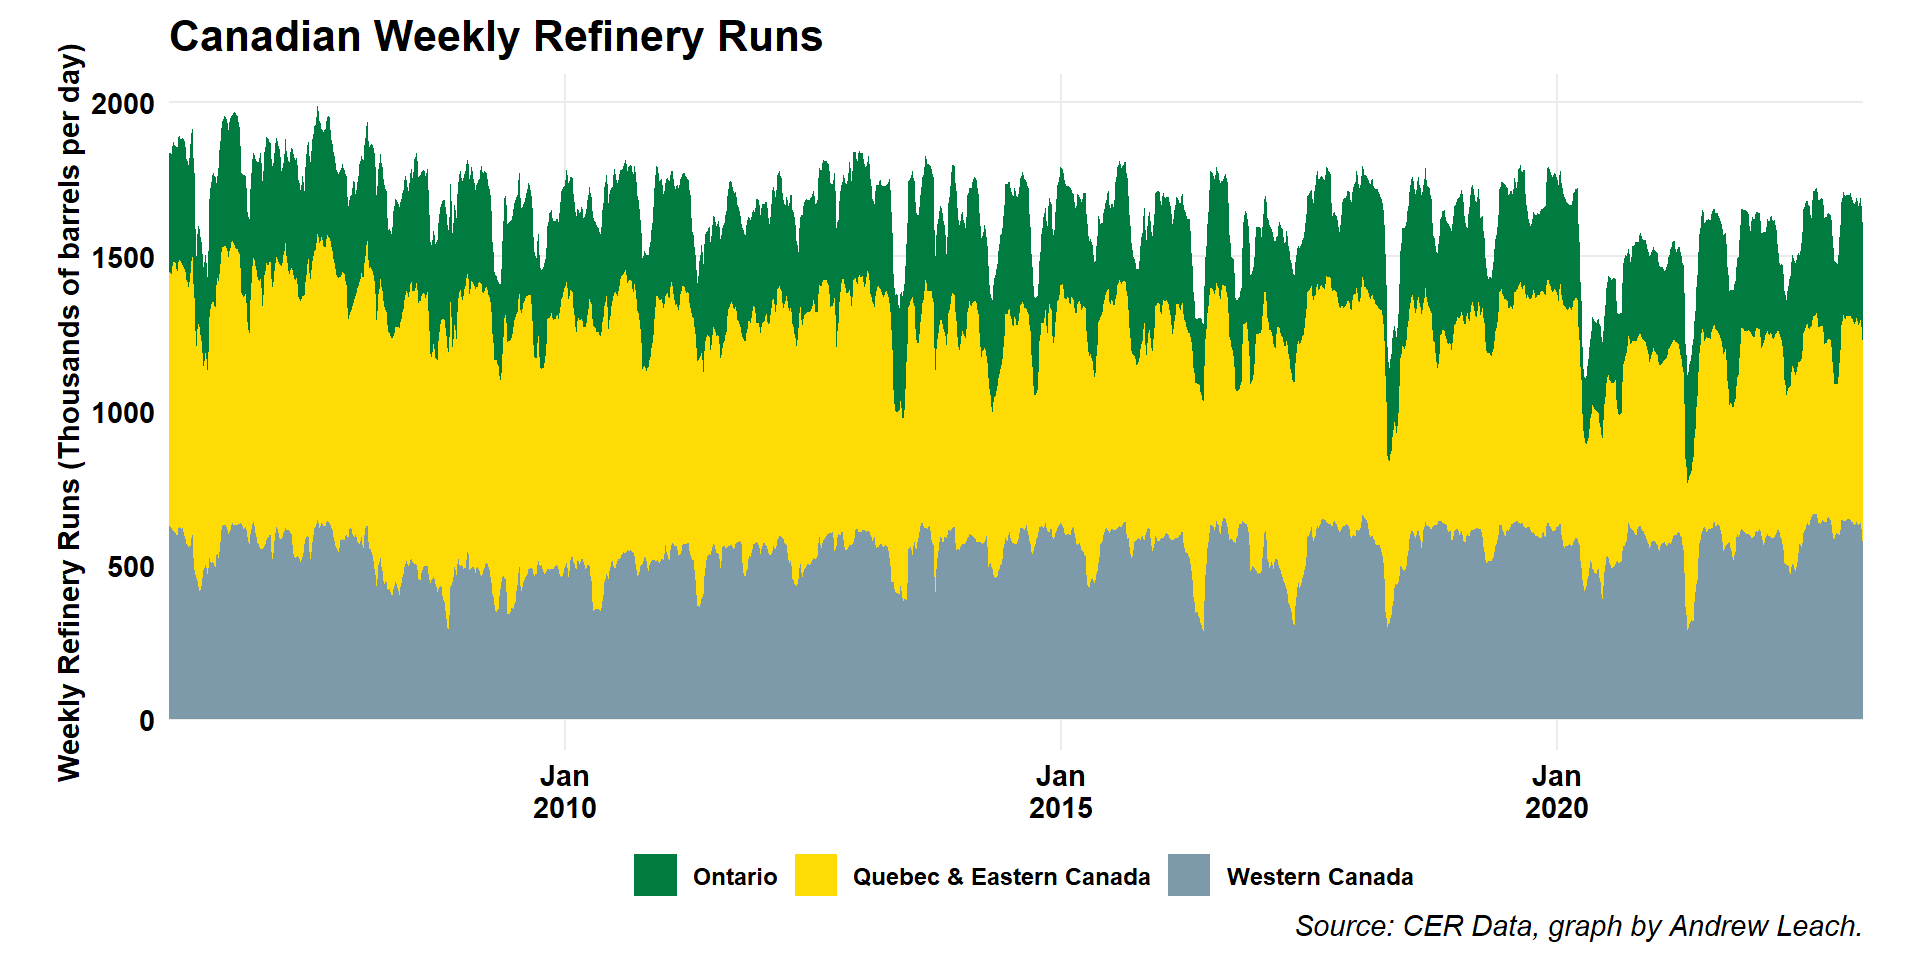 Canadian Weekly Refinery Runs
Weekly Refinery Runs (Thousands of barrels per day)
2000
1500
1000
500
0
Jan
2010
Jan
2015
Jan
2020
Ontario
Quebec & Eastern Canada
Western Canada
Source: CER Data, graph by Andrew Leach.